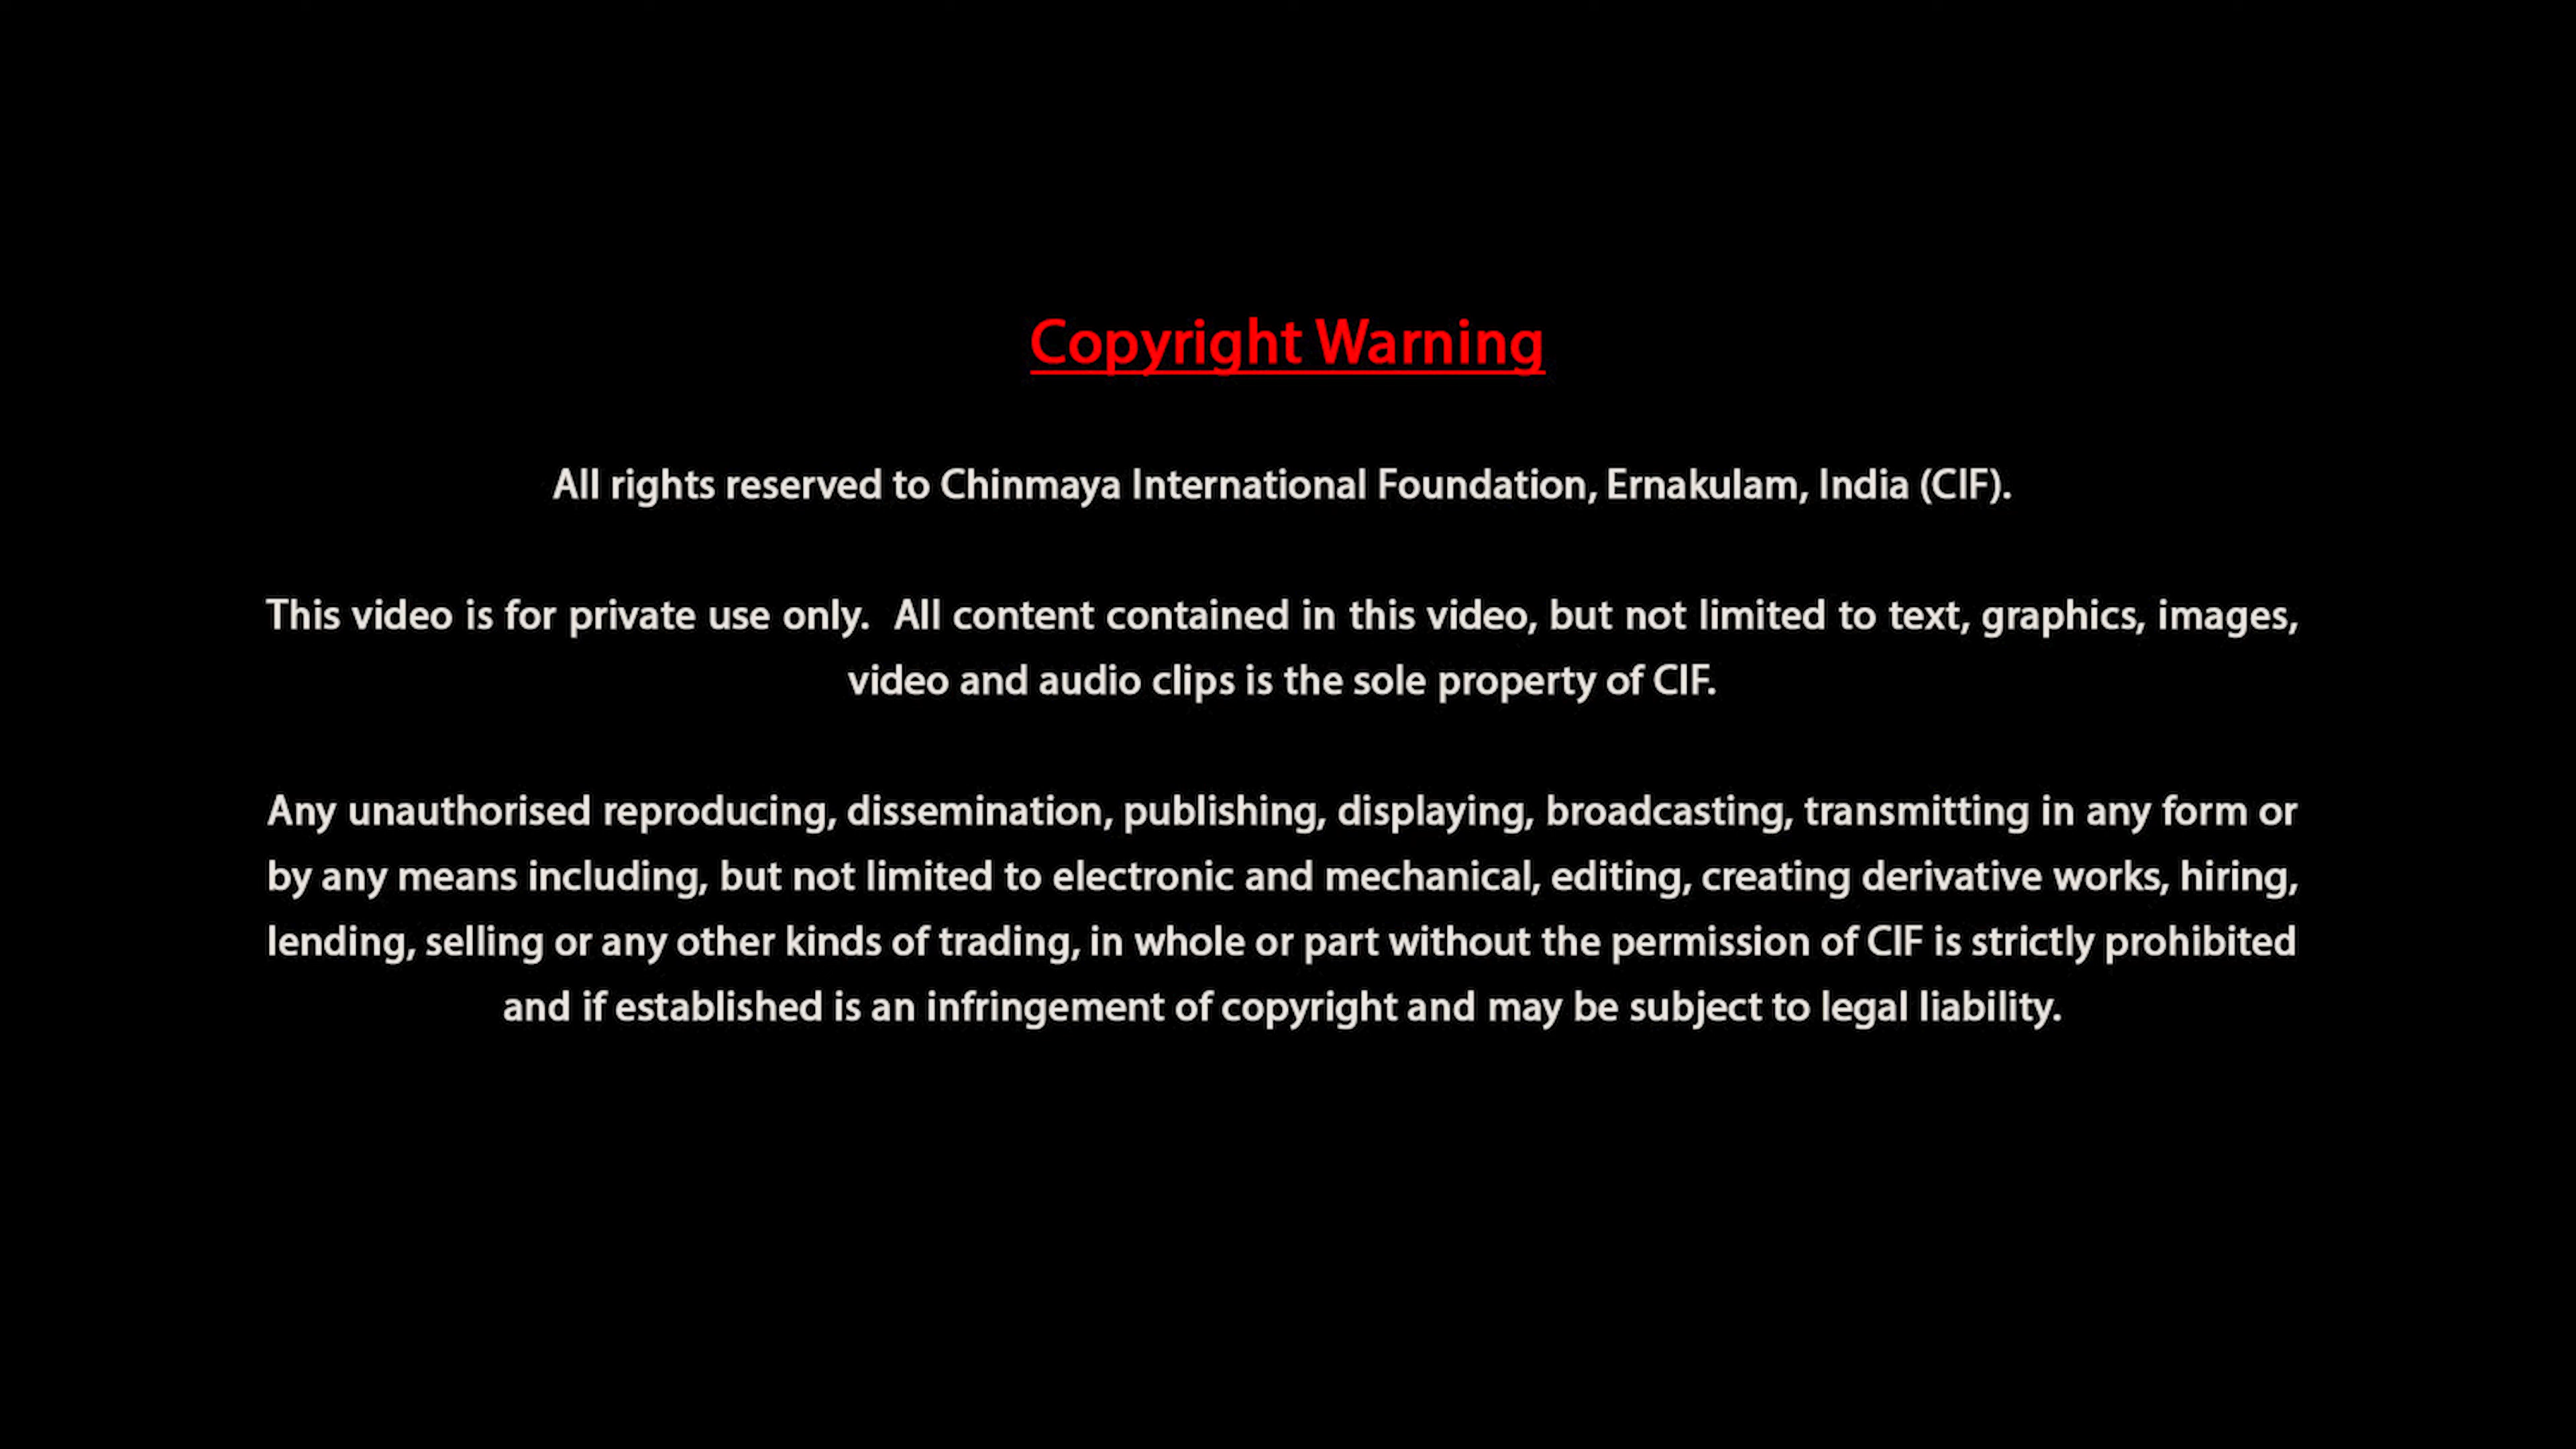 Copyright Warning
All rights reserved to Chinmaya International Foundation, Ernakulam, India (CIF).
This video is for private use only.  All content contained in this video, but not limited to text, graphics, images,
video and audio clips is the sole property of CIF.
Any unauthorised reproducing, dissemination, publishing, displaying, broadcasting, transmitting in any form or
by any means including, but not limited to electronic and mechanical, editing, creating derivative works, hiring,
lending, selling or any other kinds of trading, in whole or part without the permission of CIF is strictly prohibited
and if established is an infringement of copyright and may be subject to legal liability.